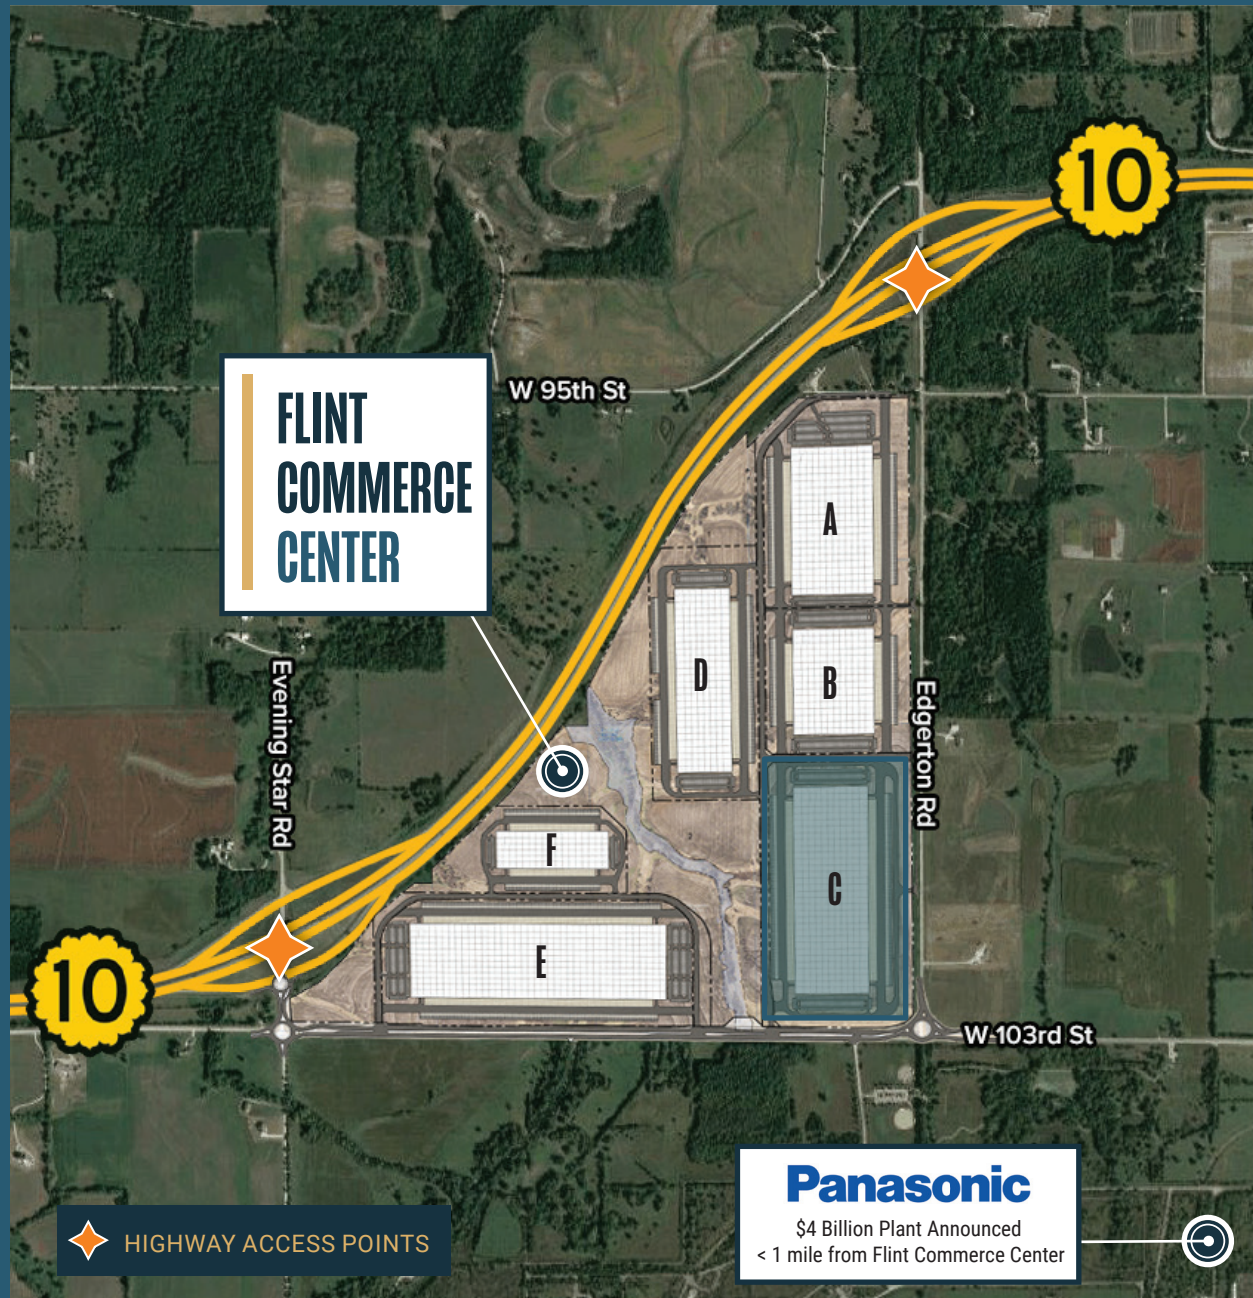 10
W 95th St
FLINT
COMMERCE
CENTER
A
D
B
Evening Star Rd
Edgerton Rd
F
C
E
10
W 103rd St
Panasonic
$4 Billion Plant Announced
< 1 mile from Flint Commerce Center
HIGHWAY ACCESS POINTS